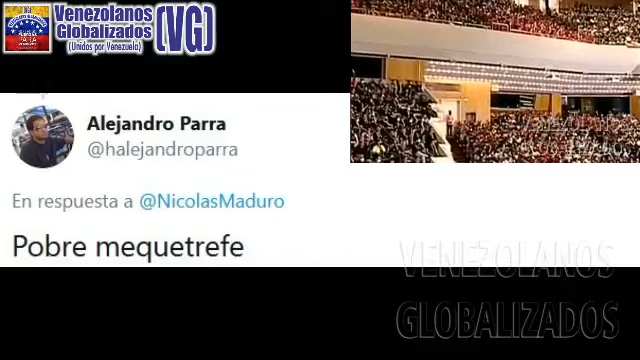 Venezolanos
Globalizados
(Unidos por Venezuela)
(VG)
Alejandro Parra
@halejandroparra
En respuesta a @NicolasMaduro
Pobre mequetrefe
VENEZOLANOS
GLOBALIZADOS